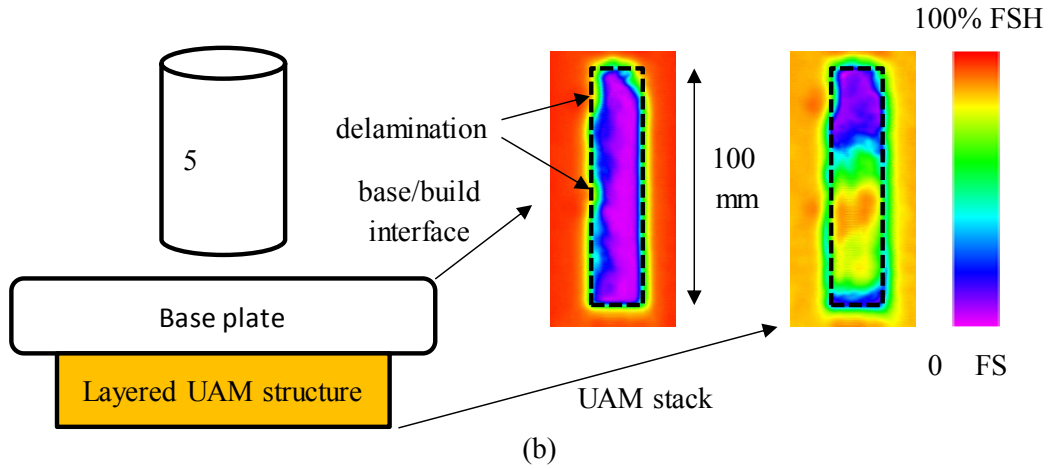 100% FSH
5
delamination
base/build
interface
100
mm
Base plate
Layered UAM structure
0 FS
UAM stack
(b)